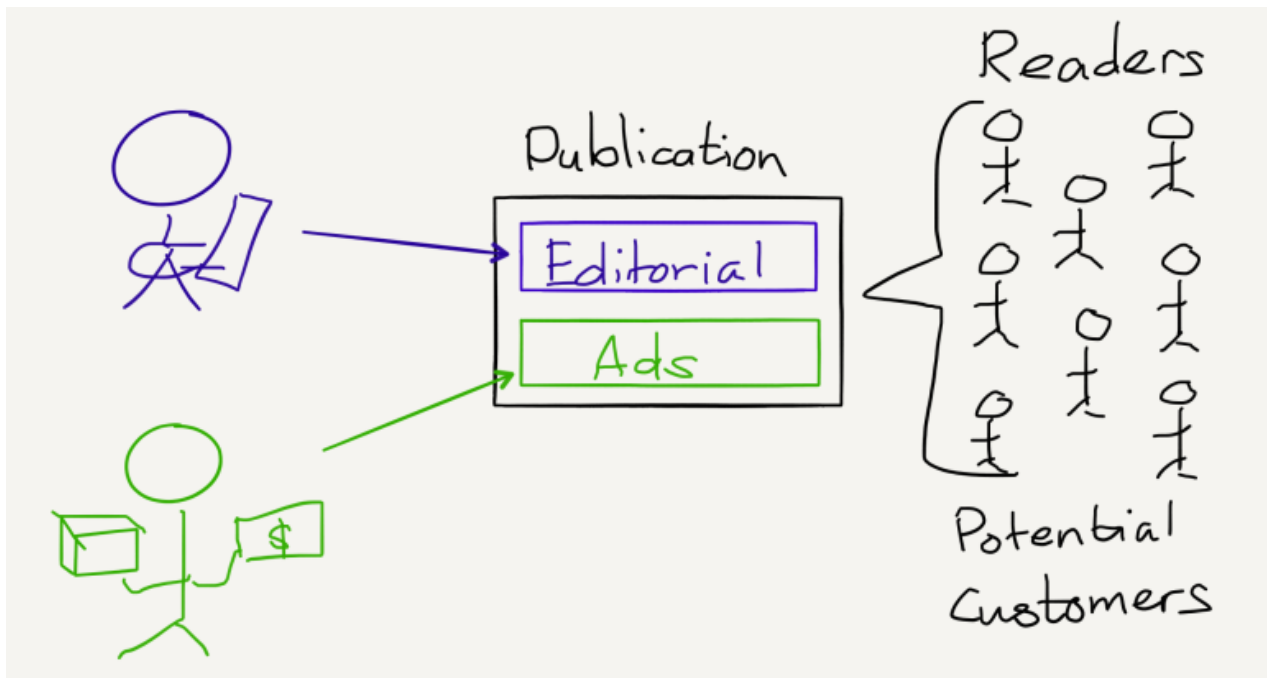 Readers
Publication
Editorial
Ads
$
Potential
Customers